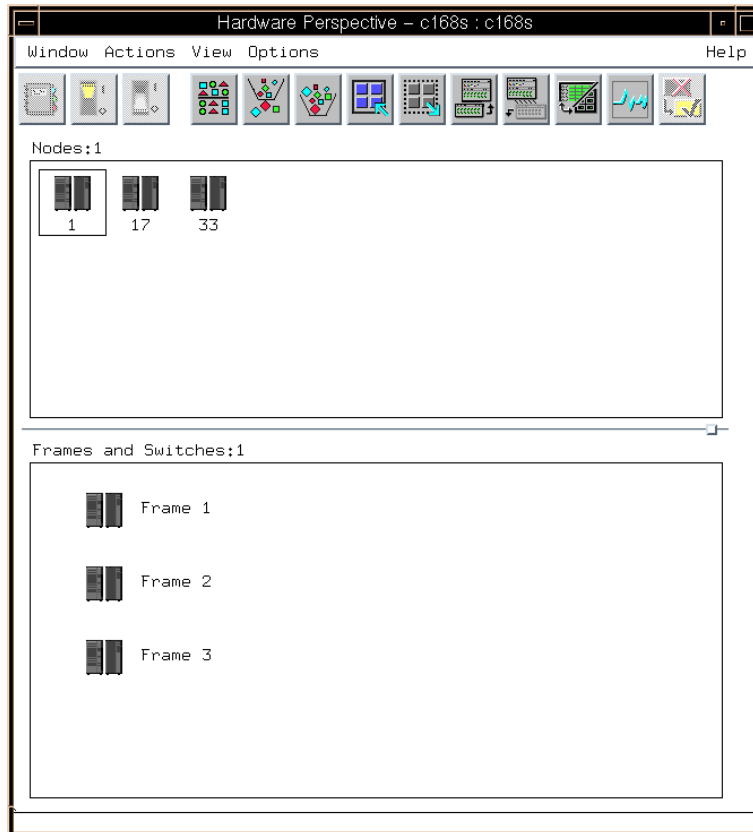 Hardware Perspective – c168s : c168s
Window Actions View Options Help
Nodes:1
1 17 33
Frames and Switches:1
Frame 1
Frame 2
Frame 3